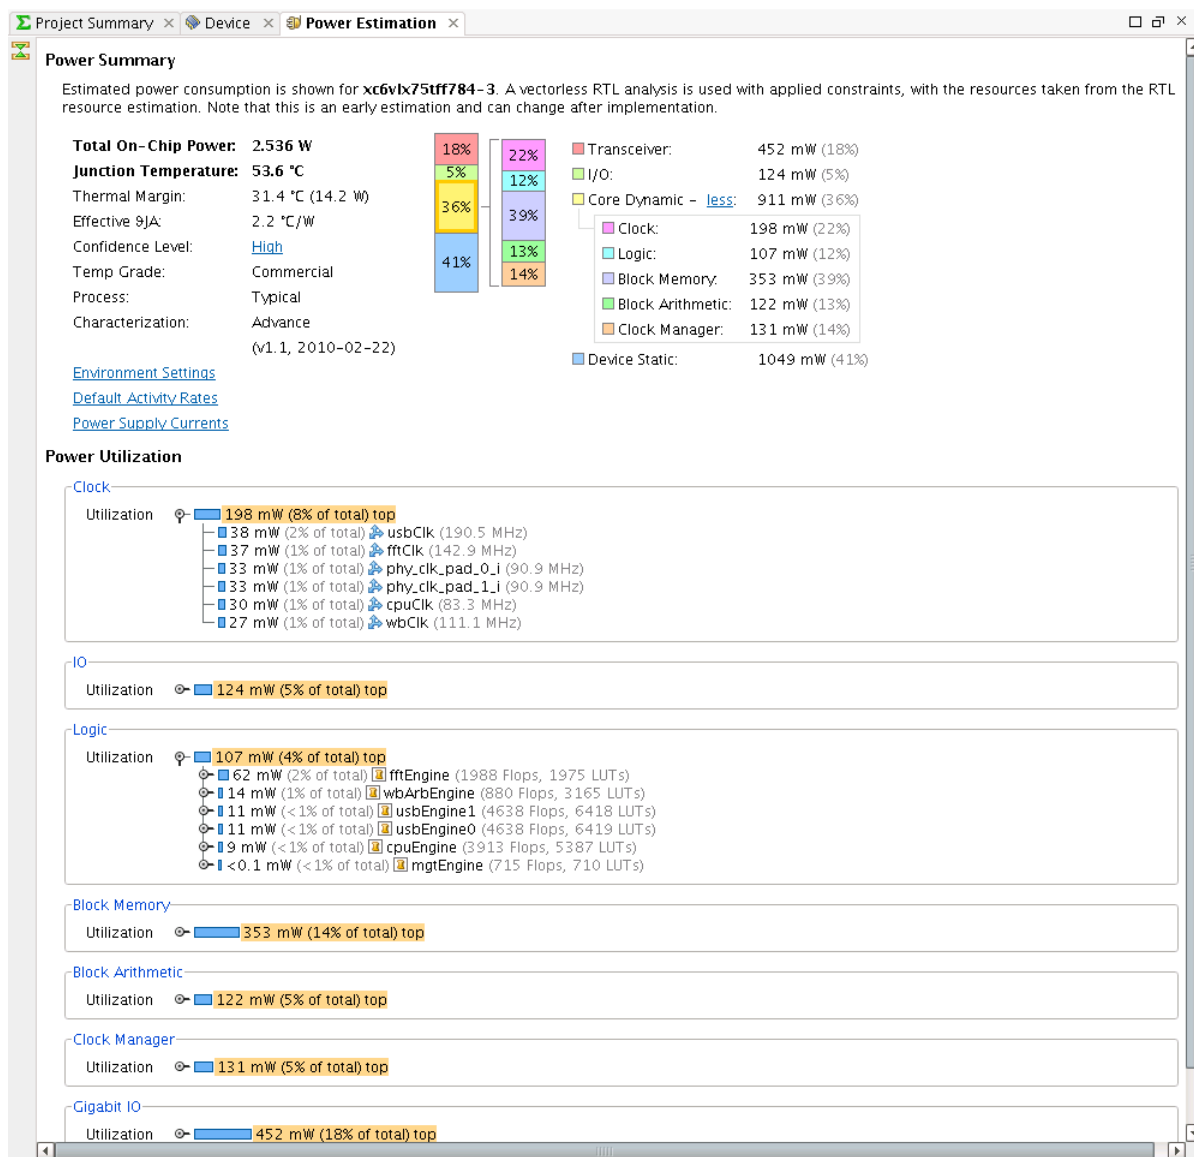 Project Summary
Device
Power Estimation
Power Summary
Estimated power consumption is shown for xc6vlx75tff784-3. A vectorless RTL analysis is used with applied constraints, with the resources taken from the RTL
resource estimation. Note that this is an early estimation and can change after implementation.
Total On-Chip Power: 2.536 W
Junction Temperature: 53.6 °C
Thermal Margin: 31.4 °C (14.2 W)
Effective ϑJA: 2.2 °C/W
Confidence Level: High
Temp Grade: Commercial
Process: Typical
Characterization: Advance
(v1.1, 2010-02-22)
Environment Settings
Default Activity Rates
Power Supply Currents
18%
5%
36%
41%
22%
12%
39%
13%
14%
Transceiver: 452 mW (18%)
I/O: 124 mW (5%)
Core Dynamic - less: 911 mW (36%)
Clock: 198 mW (22%)
Logic: 107 mW (12%)
Block Memory: 353 mW (39%)
Block Arithmetic: 122 mW (13%)
Clock Manager: 131 mW (14%)
Device Static: 1049 mW (41%)
Power Utilization
Clock
Utilization 198 mW (8% of total) top
38 mW (2% of total) usbClk (190.5 MHz)
37 mW (1% of total) fftClk (142.9 MHz)
33 mW (1% of total) phy_clk_pad_0_i (90.9 MHz)
33 mW (1% of total) phy_clk_pad_1_i (90.9 MHz)
30 mW (1% of total) cpuClk (83.3 MHz)
27 mW (1% of total) wbClk (111.1 MHz)
IO
Utilization 124 mW (5% of total) top
Logic
Utilization 107 mW (4% of total) top
62 mW (2% of total) fftEngine (1988 Flops, 1975 LUTs)
14 mW (1% of total) wbArbEngine (880 Flops, 3165 LUTs)
11 mW (<1% of total) usbEngine1 (4638 Flops, 6418 LUTs)
11 mW (<1% of total) usbEngine0 (4638 Flops, 6419 LUTs)
9 mW (<1% of total) cpuEngine (3913 Flops, 5387 LUTs)
<0.1 mW (<1% of total) mgtEngine (715 Flops, 710 LUTs)
Block Memory
Utilization 353 mW (14% of total) top
Block Arithmetic
Utilization 122 mW (5% of total) top
Clock Manager
Utilization 131 mW (5% of total) top
Gigabit IO
Utilization 452 mW (18% of total) top